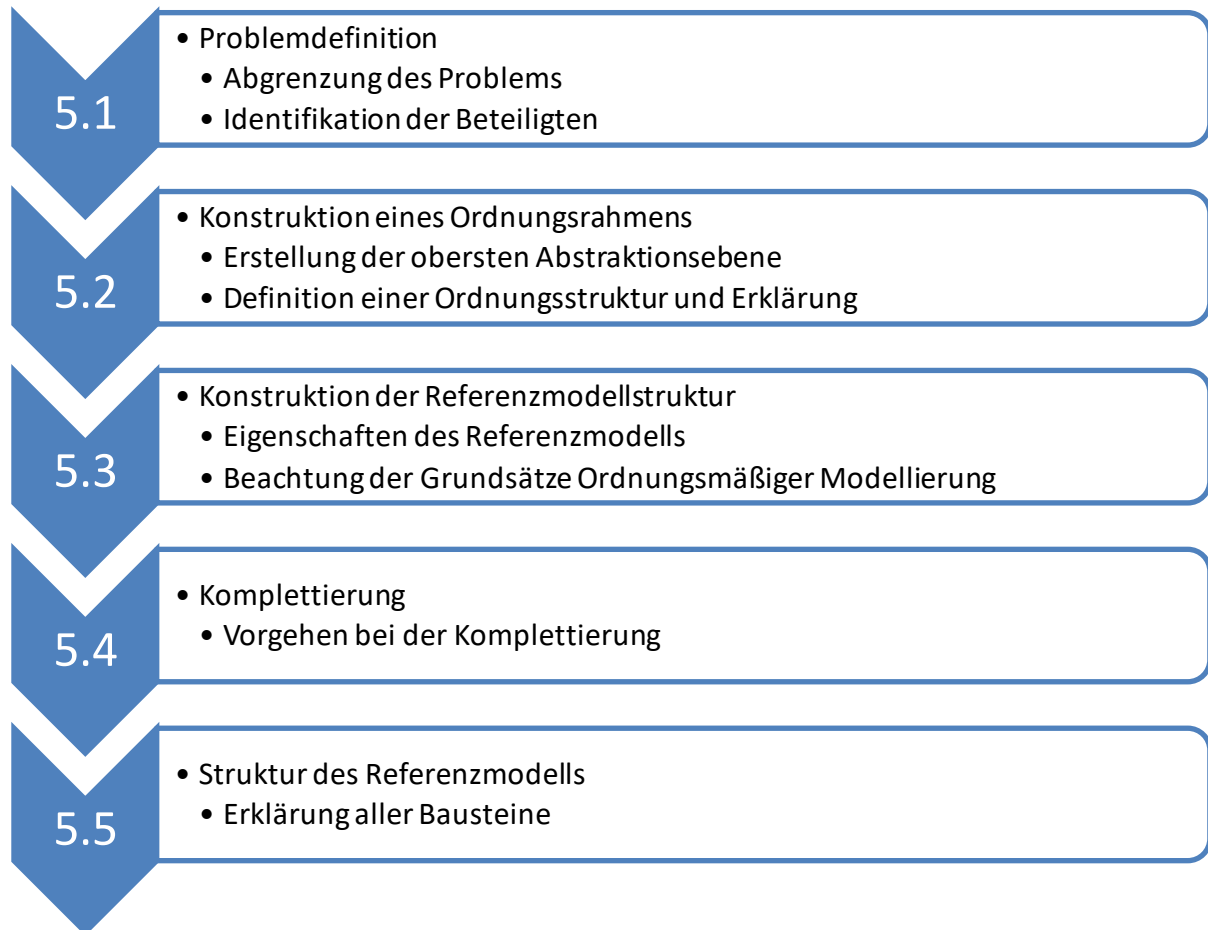 5.1
• Problemdefinition
• Abgrenzung des Problems
• Identifikation der Beteiligten
5.2
• Konstruktion eines Ordnungsrahmens
• Erstellung der obersten Abstraktionsebene
• Definition einer Ordnungsstruktur und Erklärung
5.3
• Konstruktion der Referenzmodellstruktur
• Eigenschaften des Referenzmodells
• Beachtung der Grundsätze Ordnungsmäßiger Modellierung
5.4
• Komplettierung
• Vorgehen bei der Komplettierung
5.5
• Struktur des Referenzmodells
• Erklärung aller Bausteine